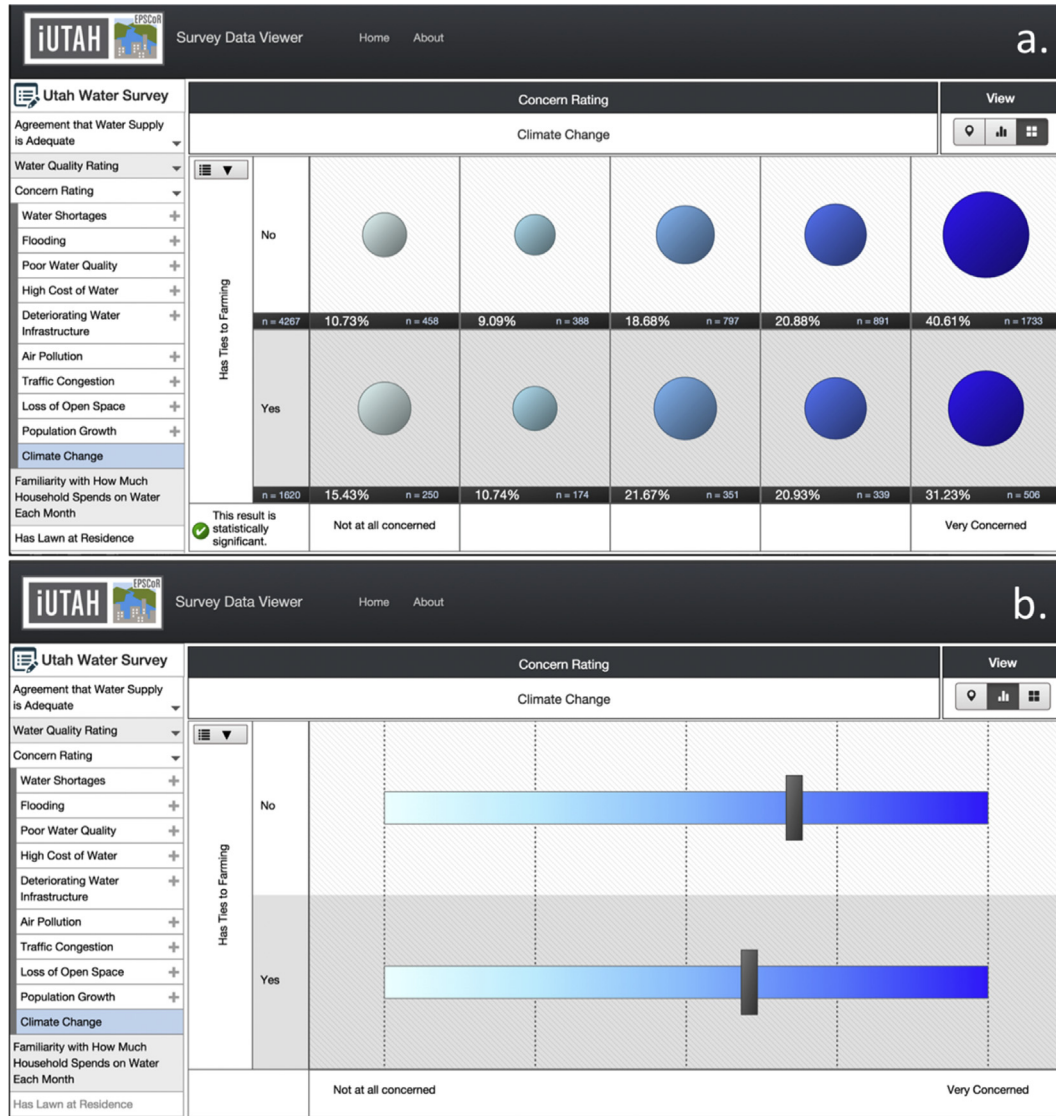 iUTAH
EPSCoR
Survey Data Viewer
Home
About
a.
Utah Water Survey
Agreement that Water Supply
is Adequate
Water Quality Rating
Concern Rating
Water Shortages
Flooding
Poor Water Quality
High Cost of Water
Deteriorating Water
Infrastructure
Air Pollution
Traffic Congestion
Loss of Open Space
Population Growth
Climate Change
Familiarity with How Much
Household Spends on Water
Each Month
Has Lawn at Residence
Concern Rating
View
Climate Change
Has Ties to Farming
No
n = 4267
10.73%
n = 458
9.09%
n = 388
18.68%
n = 797
20.88%
n = 891
40.61%
n = 1733
Yes
n = 1620
15.43%
n = 250
10.74%
n = 174
21.67%
n = 351
20.93%
n = 339
31.23%
n = 506
This result is
statistically
significant.
Not at all concerned
Very Concerned
iUTAH
EPSCoR
Survey Data Viewer
Home
About
b.
Utah Water Survey
Agreement that Water Supply
is Adequate
Water Quality Rating
Concern Rating
Water Shortages
Flooding
Poor Water Quality
High Cost of Water
Deteriorating Water
Infrastructure
Air Pollution
Traffic Congestion
Loss of Open Space
Population Growth
Climate Change
Familiarity with How Much
Household Spends on Water
Each Month
Has Lawn at Residence
Concern Rating
View
Climate Change
Has Ties to Farming
No
Yes
Not at all concerned
Very Concerned